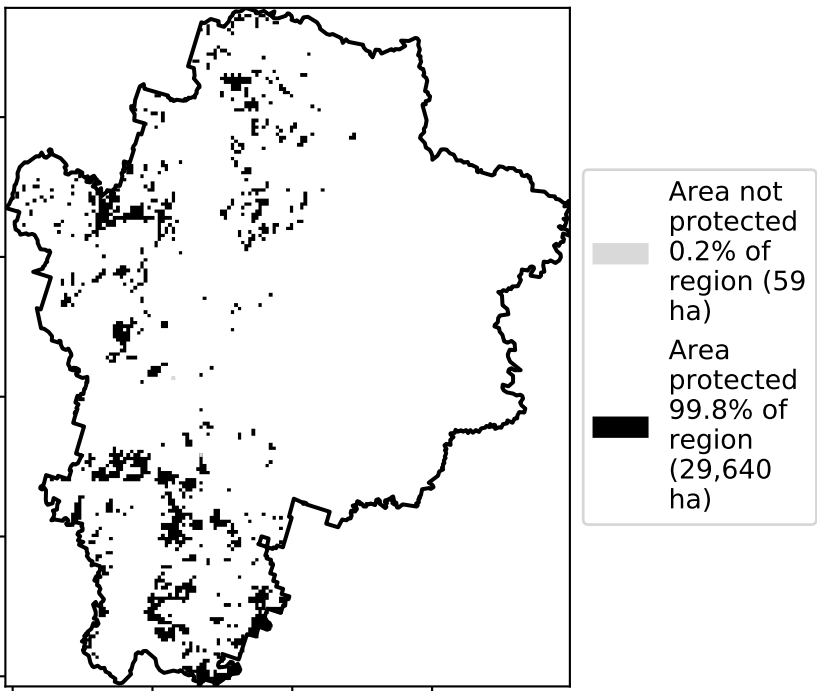 Area not
protected
0.2% of
region (59
ha)
Area
protected
99.8% of
region
(29,640
ha)